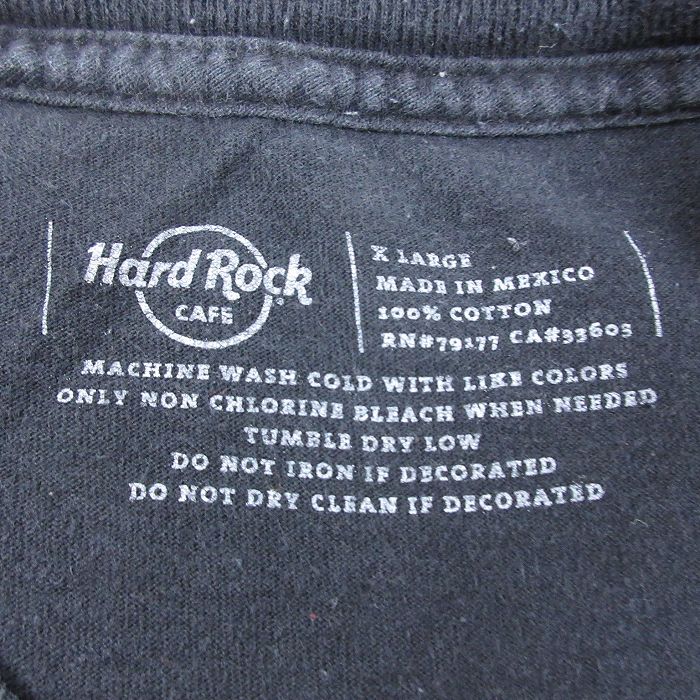 Hard Rock
CAFE
X LARGE
MADE IN MEXICO
100% COTTON
RN#79177 CA#33603
MACHINE WASH COLD WITH LIKE COLORS
ONLY NON CHLORINE BLEACH WHEN NEEDED
TUMBLE DRY LOW
DO NOT IRON IF DECORATED
DO NOT DRY CLEAN IF DECORATED